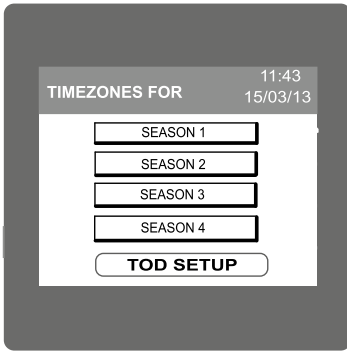 11:43
TIMEZONES FOR
15/03/13
SEASON 1
SEASON 2
SEASON 3
SEASON 4
TOD SETUP